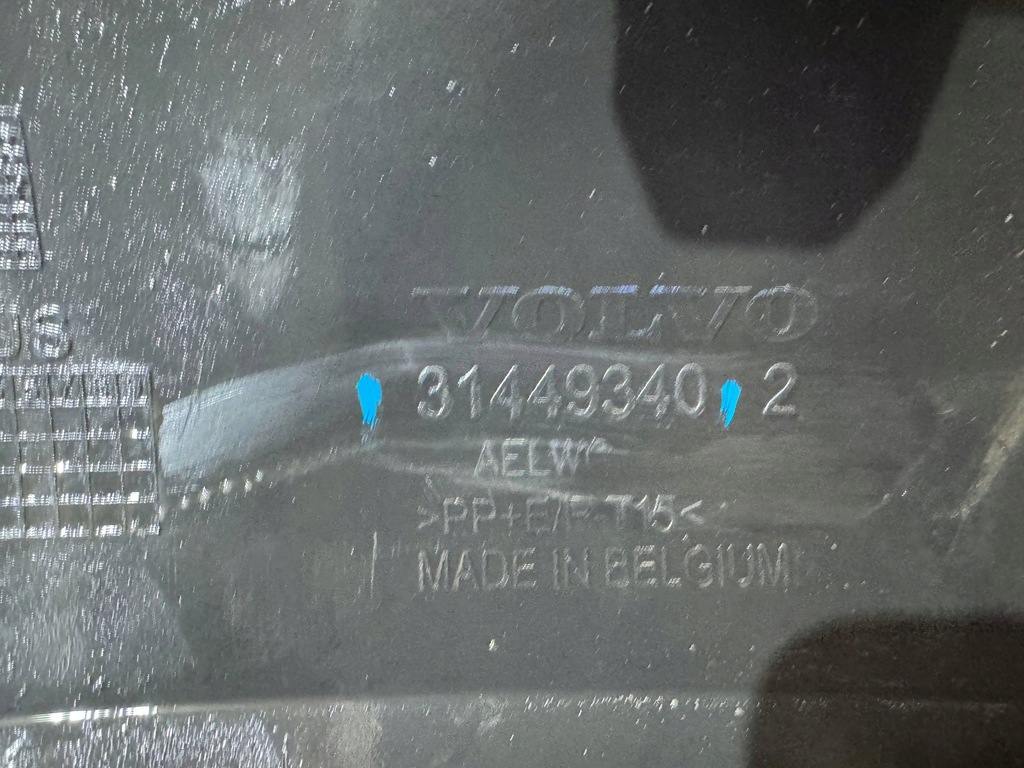 VOLVO
31449340 2
AELW
>PP+E/P-T15<
MADE IN BELGIUM